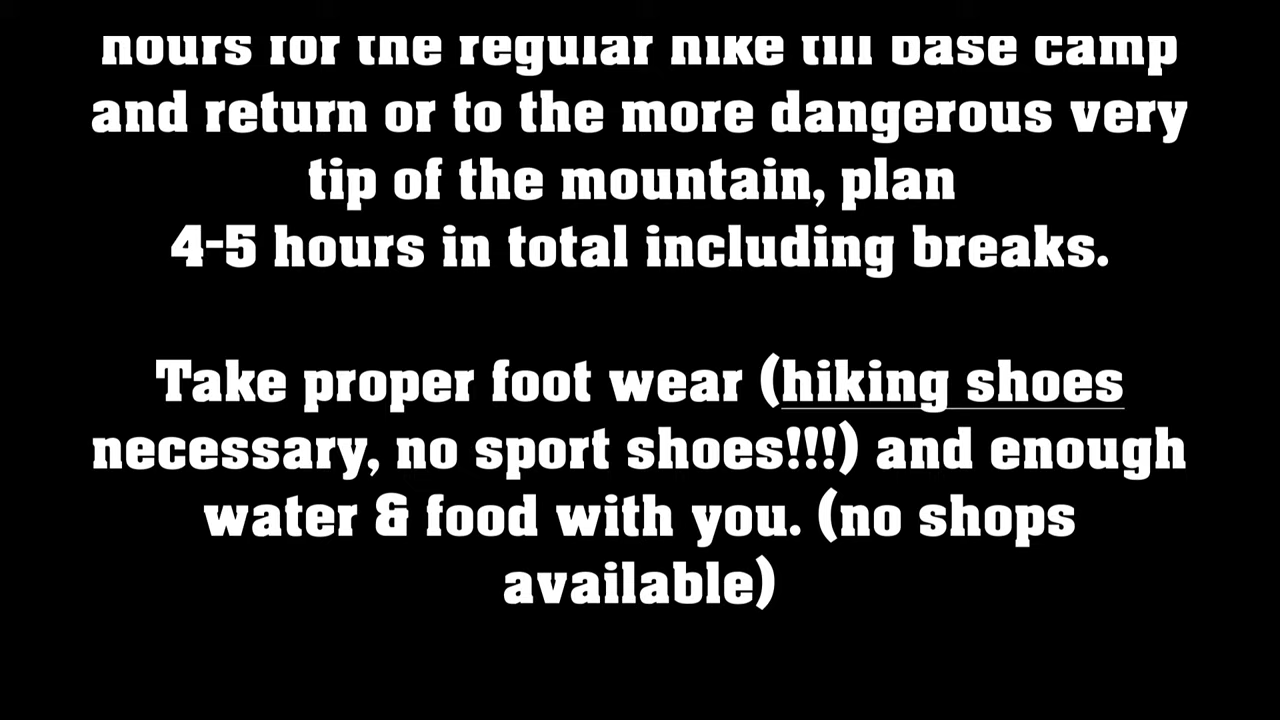 hours for the regular hike till base camp
and return or to the more dangerous very
tip of the mountain, plan
4-5 hours in total including breaks.
Take proper foot wear (hiking shoes
necessary, no sport shoes!!!) and enough
water & food with you. (no shops
available)